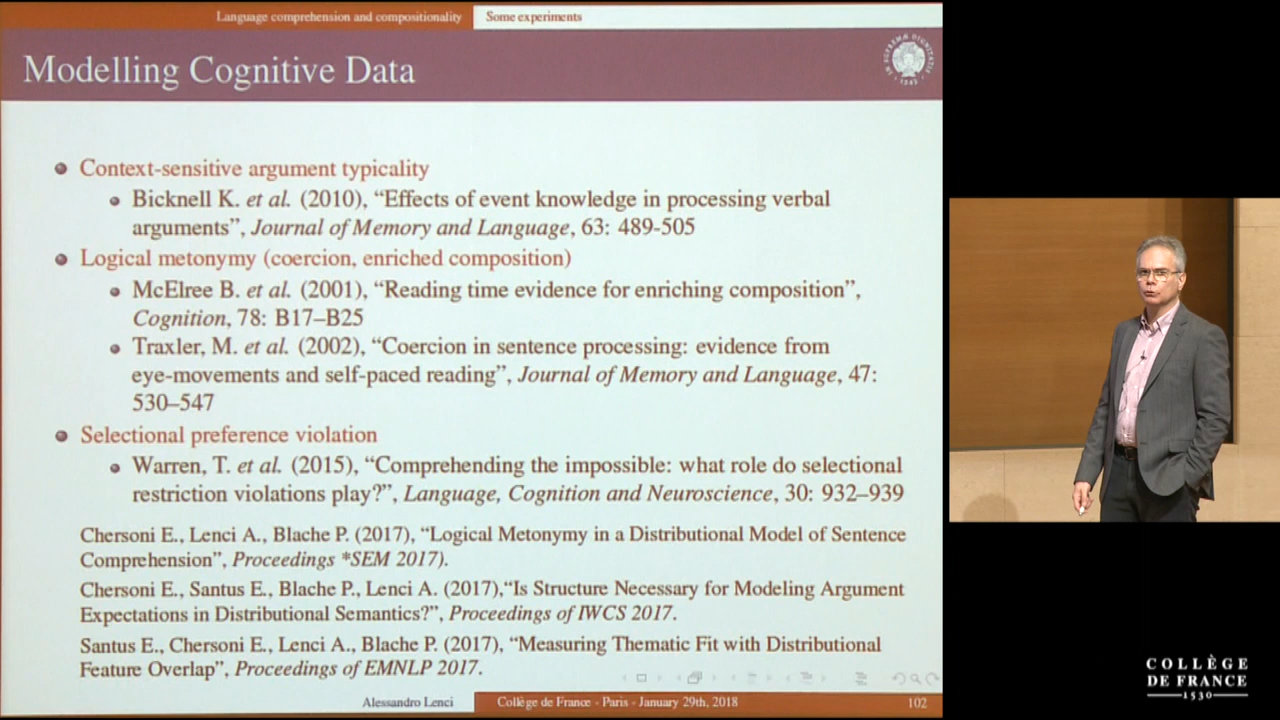 Language comprehension and compositionality
Some experiments
Modelling Cognitive Data
Context-sensitive argument typicality
Bicknell K. et al. (2010), “Effects of event knowledge in processing verbal
arguments”, Journal of Memory and Language, 63: 489-505
Logical metonymy (coercion, enriched composition)
McElree B. et al. (2001), “Reading time evidence for enriching composition”,
Cognition, 78: B17–B25
Traxler, M. et al. (2002), “Coercion in sentence processing: evidence from
eye-movements and self-paced reading”, Journal of Memory and Language, 47:
530–547
Selectional preference violation
Warren, T. et al. (2015), “Comprehending the impossible: what role do selectional
restriction violations play?”, Language, Cognition and Neuroscience, 30: 932–939
Chersoni E., Lenci A., Blache P. (2017), “Logical Metonymy in a Distributional Model of Sentence
Comprehension”, Proceedings *SEM 2017).
Chersoni E., Santus E., Blache P., Lenci A. (2017),“Is Structure Necessary for Modeling Argument
Expectations in Distributional Semantics?”, Proceedings of IWCS 2017.
Santus E., Chersoni E., Lenci A., Blache P. (2017), “Measuring Thematic Fit with Distributional
Feature Overlap”, Proceedings of EMNLP 2017.
Alessandro Lenci
Collège de France - Paris - January 29th, 2018
102
COLLÈGE
DE FRANCE
1530